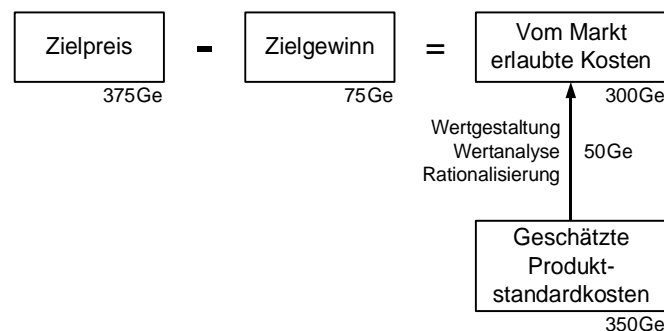 Zielpreis - Zielgewinn = Vom Markt
erlaubte Kosten
375Ge 75Ge 300Ge
Wertgestaltung
Wertanalyse 50Ge
Rationalisierung
Geschätzte
Produkt-
standardkosten
350Ge